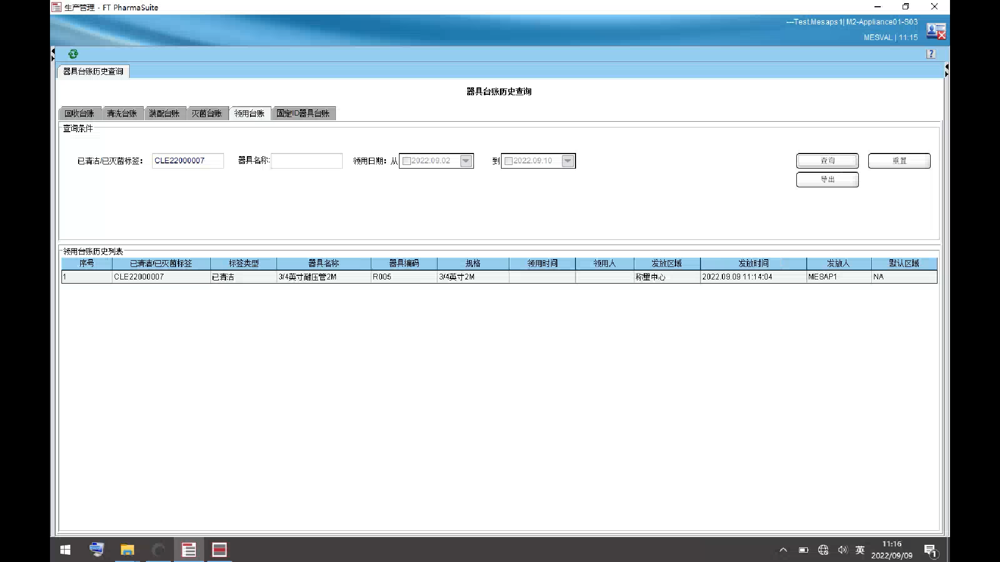 生产管理 - FT PharmaSuite
---Test.Mesaps1| M2-Appliance01-S03
MESVAL | 11:15
?
器具台账历史查询
器具台账历史查询
回收台账 清洗台账 装配台账 灭菌台账 领用台账 固定ID器具台账
查询条件
已清洁/已灭菌标签: CLE22000007 器具名称: 领用日期: 从 2022.09.02 到 2022.09.10 查询 重置
导出
领用台账历史列表
序号 已清洁/已灭菌标签 标签类型 器具名称 器具编码 规格 领用时间 领用人 发放区域 发放时间 发放人 默认区域
1 CLE22000007 已清洁 3/4英寸耐压管2M R005 3/4英寸2M 称量中心 2022.09.09 11:14:04 MESAP1 NA
英
11:16
2022/09/09
1